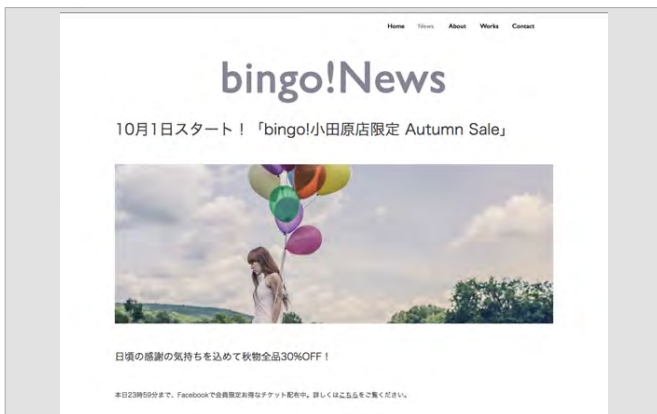 Home News About Works Contact
bingo!News
10月1日スタート！「bingo!小田原店限定 Autumn Sale」
日頃の感謝の気持ちを込めて秋物全品30%OFF！
本日23時59分まで、Facebookで会員限定お得なチケット配布中。詳しくはこちらをご覧ください。